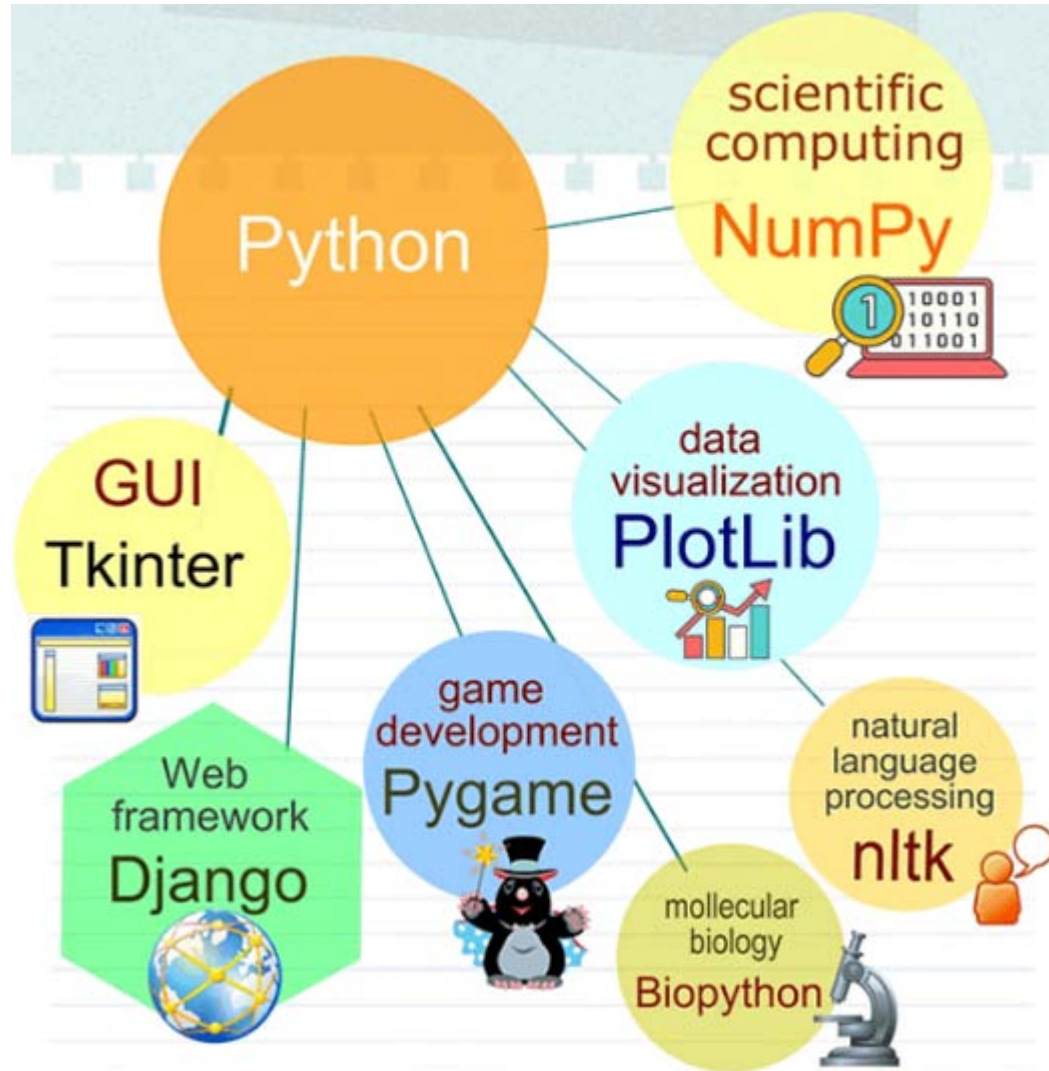 Python
scientific
computing
NumPy
1
10001
10110
011001
data
visualization
PlotLib
GUI
Tkinter
game
development
Pygame
natural
language
processing
nltk
Web
framework
Django
mollecular
biology
Biopython